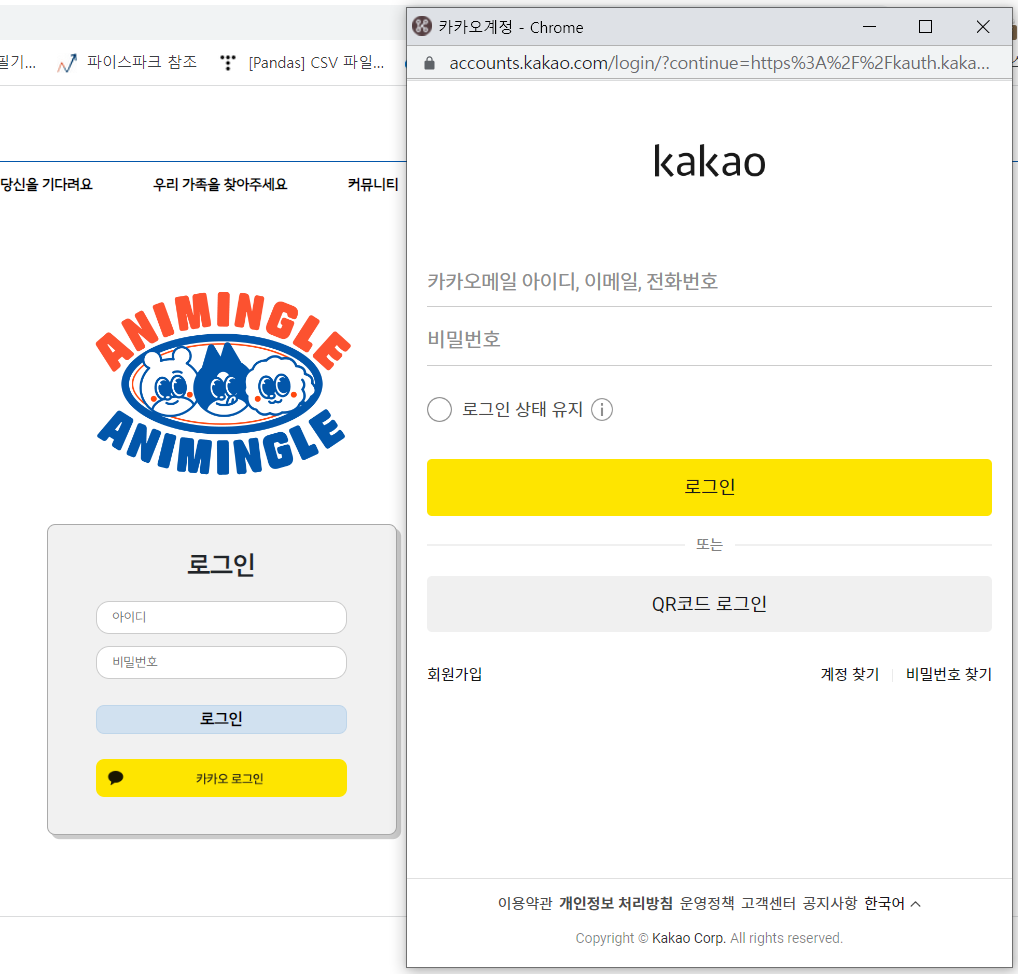 필기...
파이스파크 참조
[Pandas] CSV 파일...
당신을 기다려요
우리 가족을 찾아주세요
커뮤니티
ANIMINGLE
ANIMINGLE
로그인
아이디
비밀번호
로그인
카카오 로그인
카카오계정 - Chrome
accounts.kakao.com/login/?continue=https%3A%2F%2Fkauth.kaka...
kakao
카카오메일 아이디, 이메일, 전화번호
비밀번호
로그인 상태 유지
로그인
또는
QR코드 로그인
회원가입
계정 찾기
비밀번호 찾기
이용약관 개인정보 처리방침 운영정책 고객센터 공지사항 한국어
Copyright © Kakao Corp. All rights reserved.